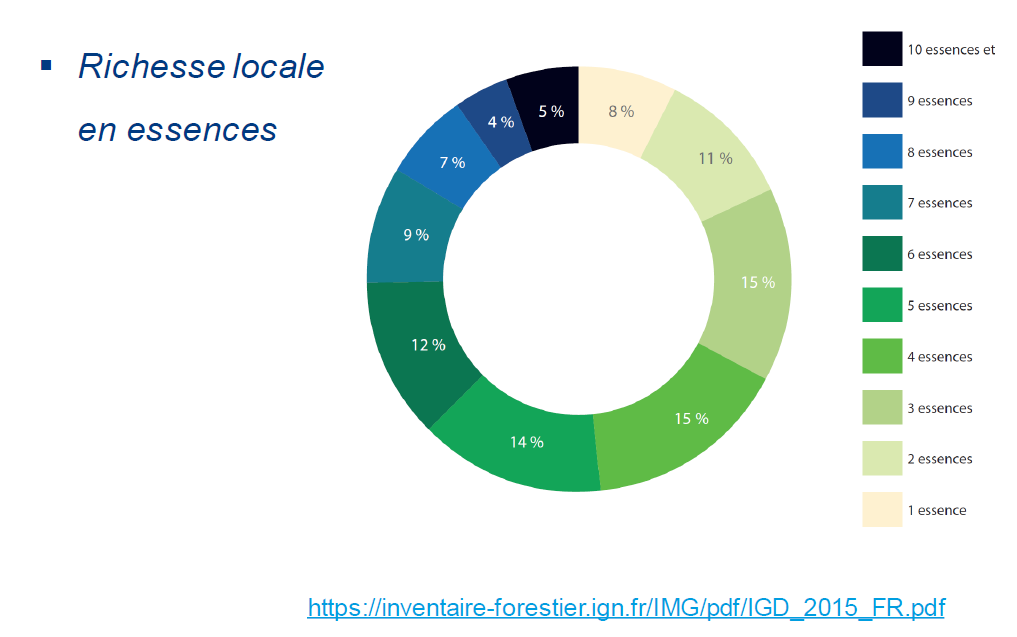 ▪ Richesse locale
en essences
5 %
8 %
4 %
11 %
7 %
9 %
15 %
12 %
15 %
14 %
10 essences et
9 essences
8 essences
7 essences
6 essences
5 essences
4 essences
3 essences
2 essences
1 essence
https://inventaire-forestier.ign.fr/IMG/pdf/IGD_2015_FR.pdf